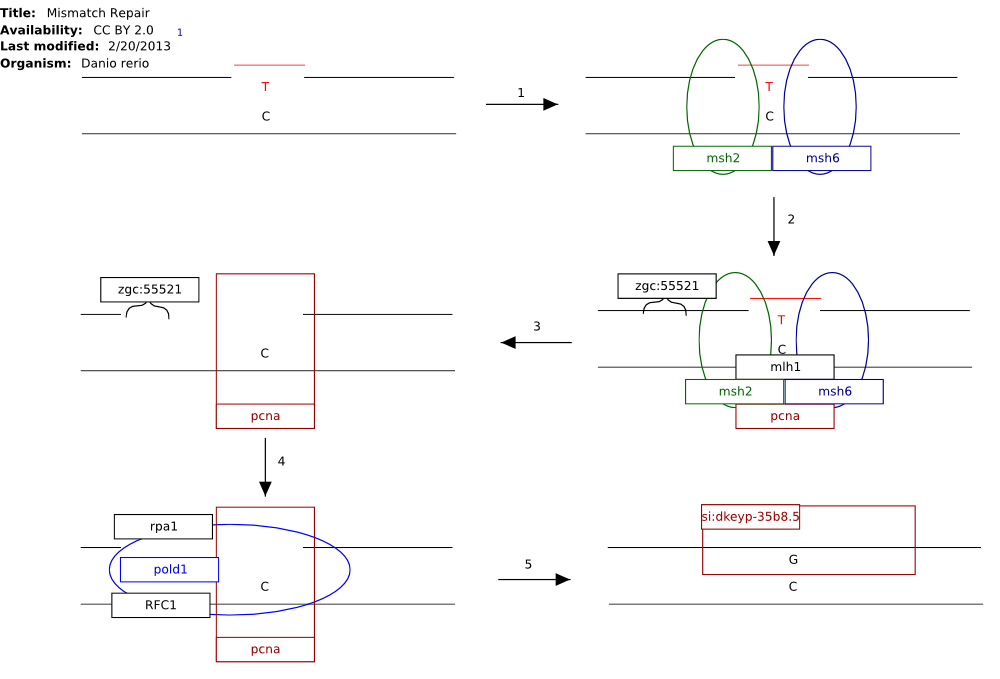 Title: Mismatch Repair
Availability: CC BY 2.0 1
Last modified: 2/20/2013
Organism: Danio rerio
T
C
1
T
C
msh2
msh6
2
zgc:55521
C
pcna
3
zgc:55521
T
C
mlh1
msh2
msh6
pcna
4
rpa1
pold1
RFC1
C
pcna
5
si:dkeyp-35b8.5
G
C